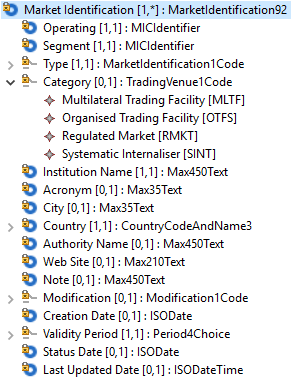 Market Identification [1,*] : MarketIdentification92
Operating [1,1] : MICIdentifier
Segment [1,1] : MICIdentifier
Type [1,1] : MarketIdentification1Code
Category [0,1] : TradingVenue1Code
Multilateral Trading Facility [MLTF]
Organised Trading Facility [OTFS]
Regulated Market [RMKT]
Systematic Internaliser [SINT]
Institution Name [1,1] : Max450Text
Acronym [0,1] : Max35Text
City [0,1] : Max35Text
Country [1,1] : CountryCodeAndName3
Authority Name [0,1] : Max450Text
Web Site [0,1] : Max210Text
Note [0,1] : Max450Text
Modification [0,1] : Modification1Code
Creation Date [0,1] : ISODate
Validity Period [1,1] : Period4Choice
Status Date [0,1] : ISODate
Last Updated Date [0,1] : ISODateTime